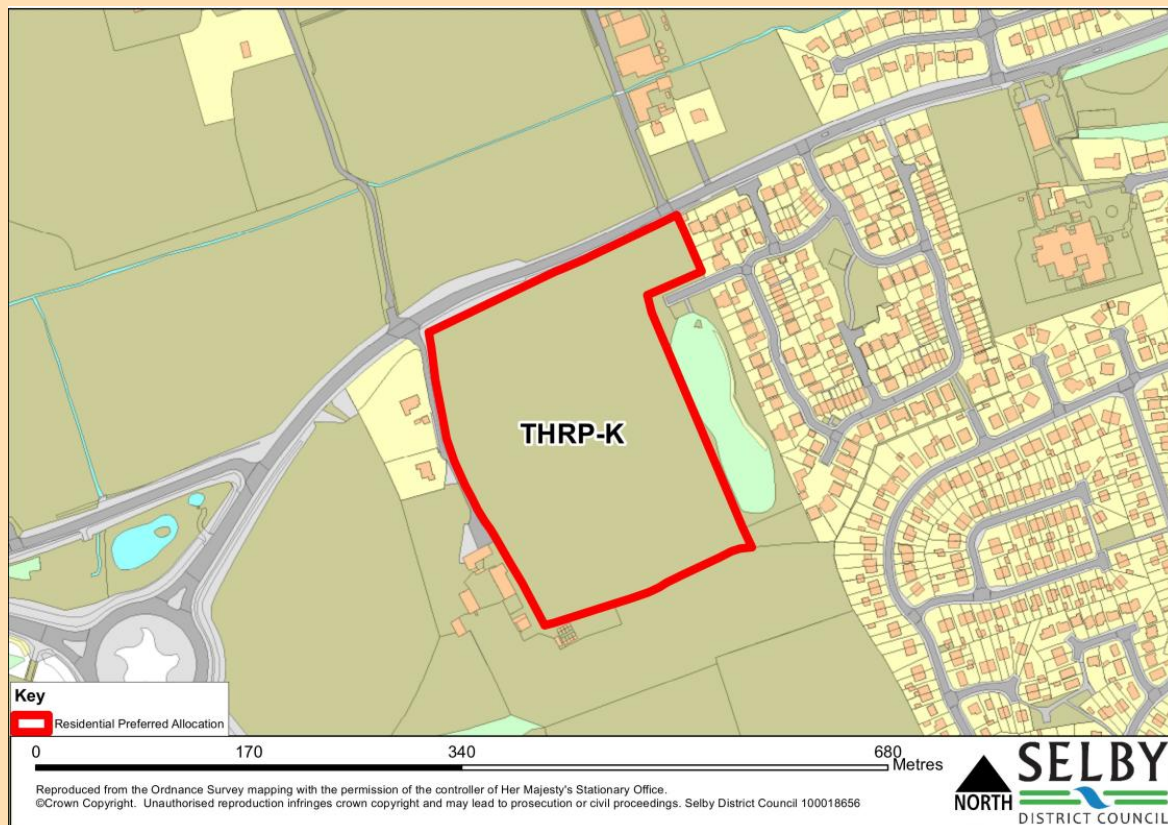 THRP-K
Key
Residential Preferred Allocation
0 170 340 680
Metres
Reproduced from the Ordnance Survey mapping with the permission of the controller of Her Majesty's Stationary Office.
©Crown Copyright. Unauthorised reproduction infringes crown copyright and may lead to prosecution or civil proceedings. Selby District Council 100018656
NORTH
SELBY
DISTRICT COUNCIL